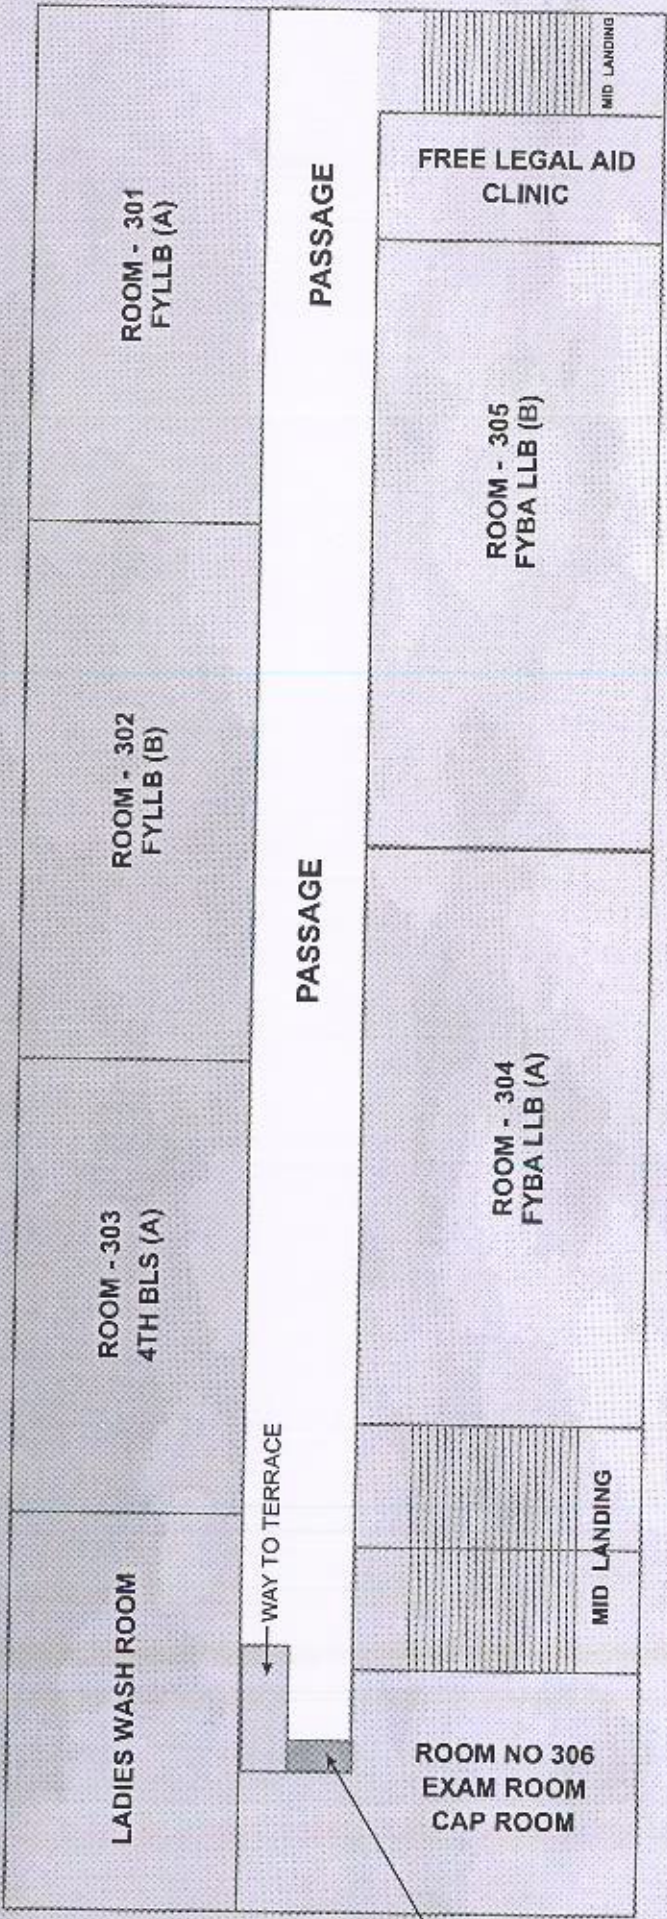 MID LANDING
FREE LEGAL AID
CLINIC
ROOM - 301
FYLLB (A)
PASSAGE
ROOM - 305
FYBA LLB (B)
ROOM - 302
FYLLB (B)
PASSAGE
ROOM - 304
FYBA LLB (A)
ROOM - 303
4TH BLS (A)
WAY TO TERRACE
MID LANDING
LADIES WASH ROOM
ROOM NO 306
EXAM ROOM
CAP ROOM